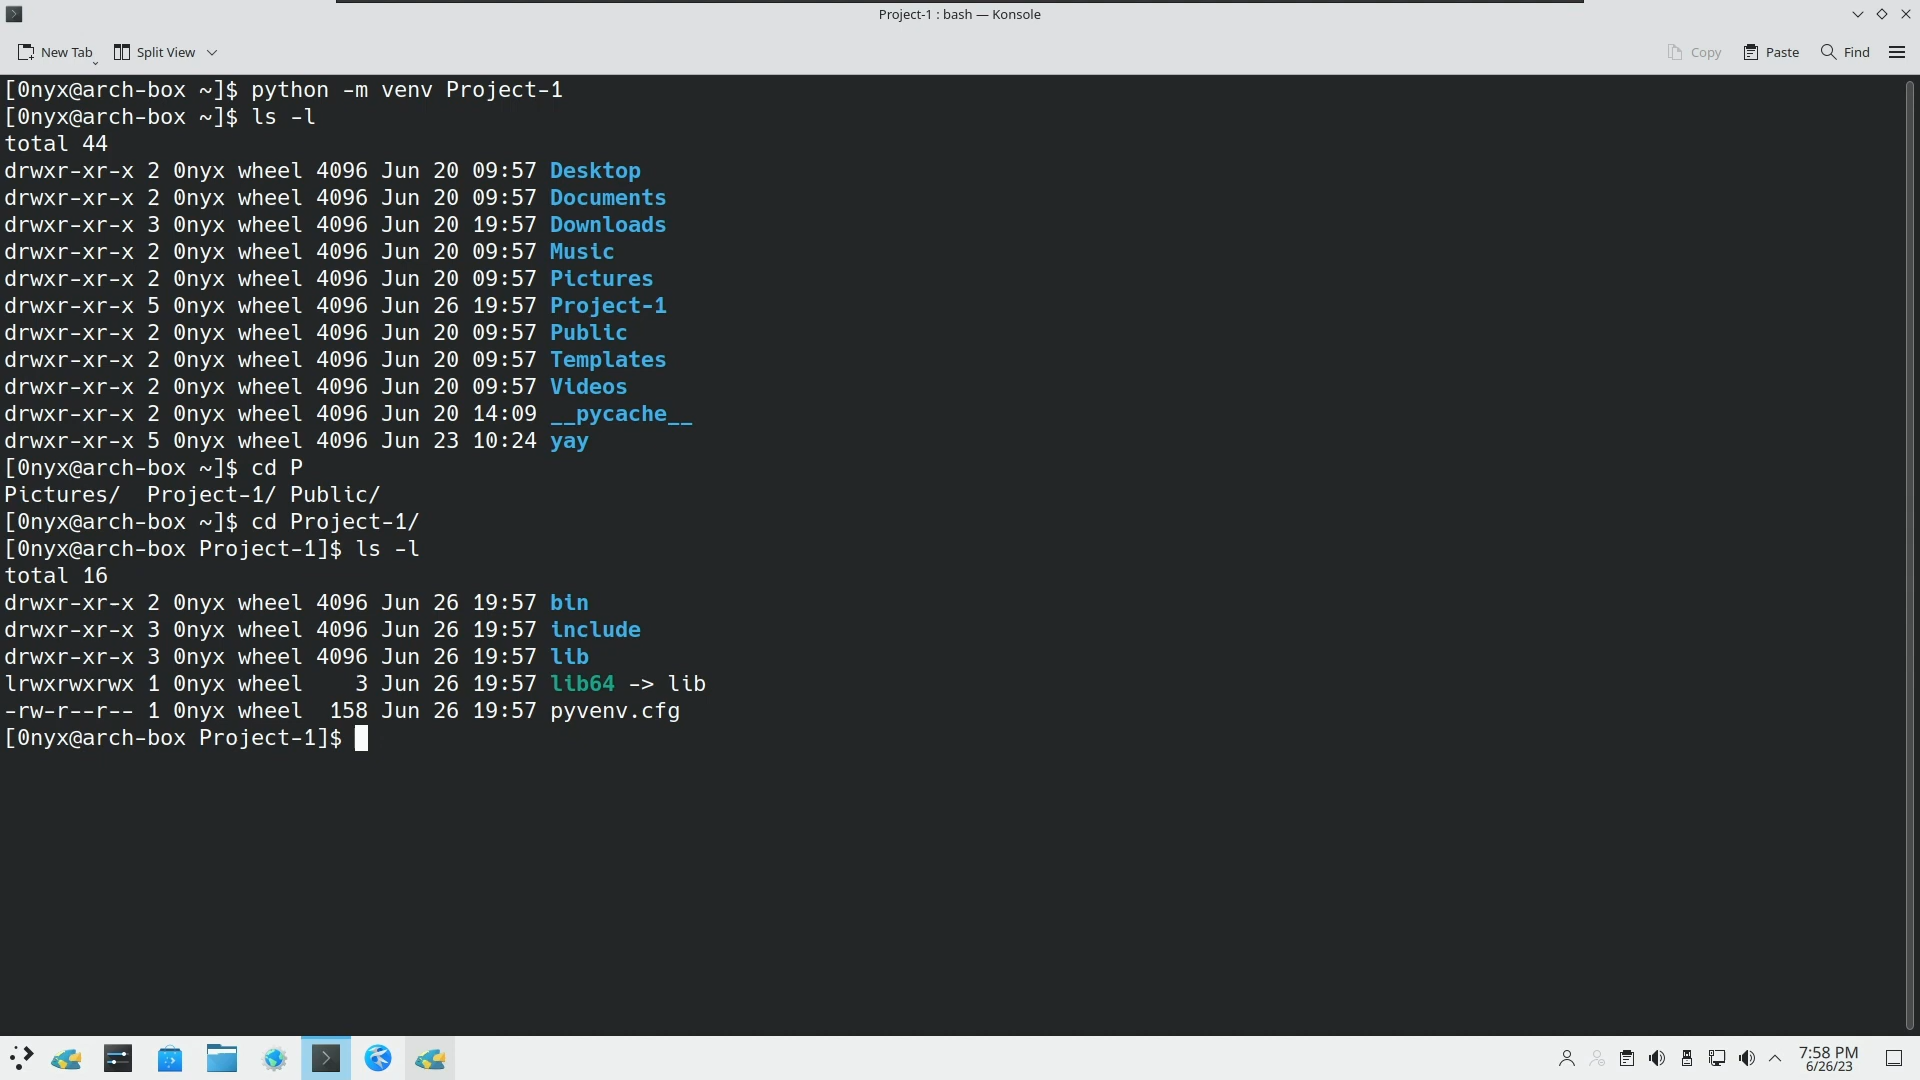 Project-1 : bash — Konsole
New Tab Split View Copy Paste Find
[0nyx@arch-box ~]$ python -m venv Project-1
[0nyx@arch-box ~]$ ls -l
total 44
drwxr-xr-x 2 0nyx wheel 4096 Jun 20 09:57 Desktop
drwxr-xr-x 2 0nyx wheel 4096 Jun 20 09:57 Documents
drwxr-xr-x 3 0nyx wheel 4096 Jun 20 19:57 Downloads
drwxr-xr-x 2 0nyx wheel 4096 Jun 20 09:57 Music
drwxr-xr-x 2 0nyx wheel 4096 Jun 20 09:57 Pictures
drwxr-xr-x 5 0nyx wheel 4096 Jun 26 19:57 Project-1
drwxr-xr-x 2 0nyx wheel 4096 Jun 20 09:57 Public
drwxr-xr-x 2 0nyx wheel 4096 Jun 20 09:57 Templates
drwxr-xr-x 2 0nyx wheel 4096 Jun 20 09:57 Videos
drwxr-xr-x 2 0nyx wheel 4096 Jun 20 14:09 __pycache__
drwxr-xr-x 5 0nyx wheel 4096 Jun 23 10:24 yay
[0nyx@arch-box ~]$ cd P
Pictures/  Project-1/ Public/
[0nyx@arch-box ~]$ cd Project-1/
[0nyx@arch-box Project-1]$ ls -l
total 16
drwxr-xr-x 2 0nyx wheel 4096 Jun 26 19:57 bin
drwxr-xr-x 3 0nyx wheel 4096 Jun 26 19:57 include
drwxr-xr-x 3 0nyx wheel 4096 Jun 26 19:57 lib
lrwxrwxrwx 1 0nyx wheel    3 Jun 26 19:57 lib64 -> lib
-rw-r--r-- 1 0nyx wheel  158 Jun 26 19:57 pyvenv.cfg
[0nyx@arch-box Project-1]$
7:58 PM
6/26/23